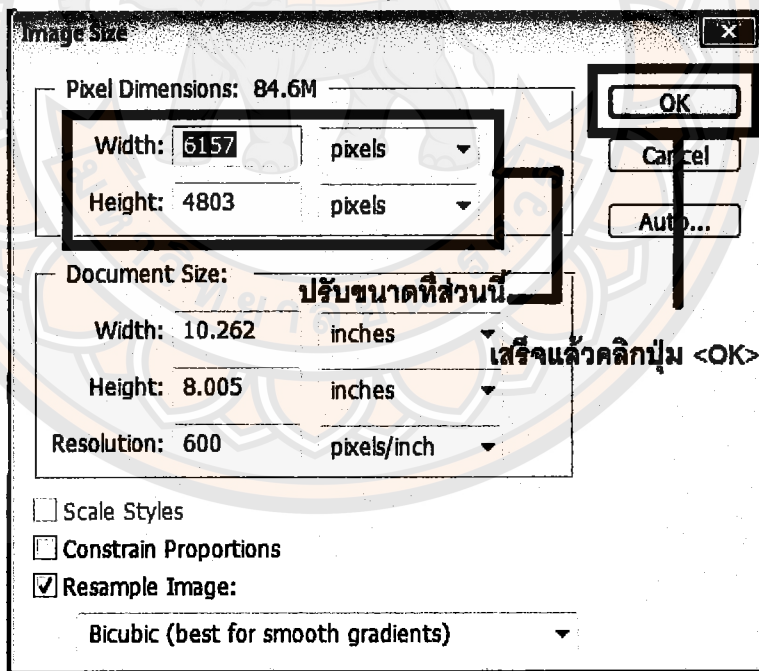 Image Size
Pixel Dimensions: 84.6M
OK
Width: 6157 pixels
Cancel
Height: 4803 pixels
Auto...
Document Size:
ปรับขนาดที่ส่วนนี้
Width: 10.262 inches
เสร็จแล้วคลิกปุ่ม <OK>
Height: 8.005 inches
Resolution: 600 pixels/inch
Scale Styles
Constrain Proportions
Resample Image:
Bicubic (best for smooth gradients)